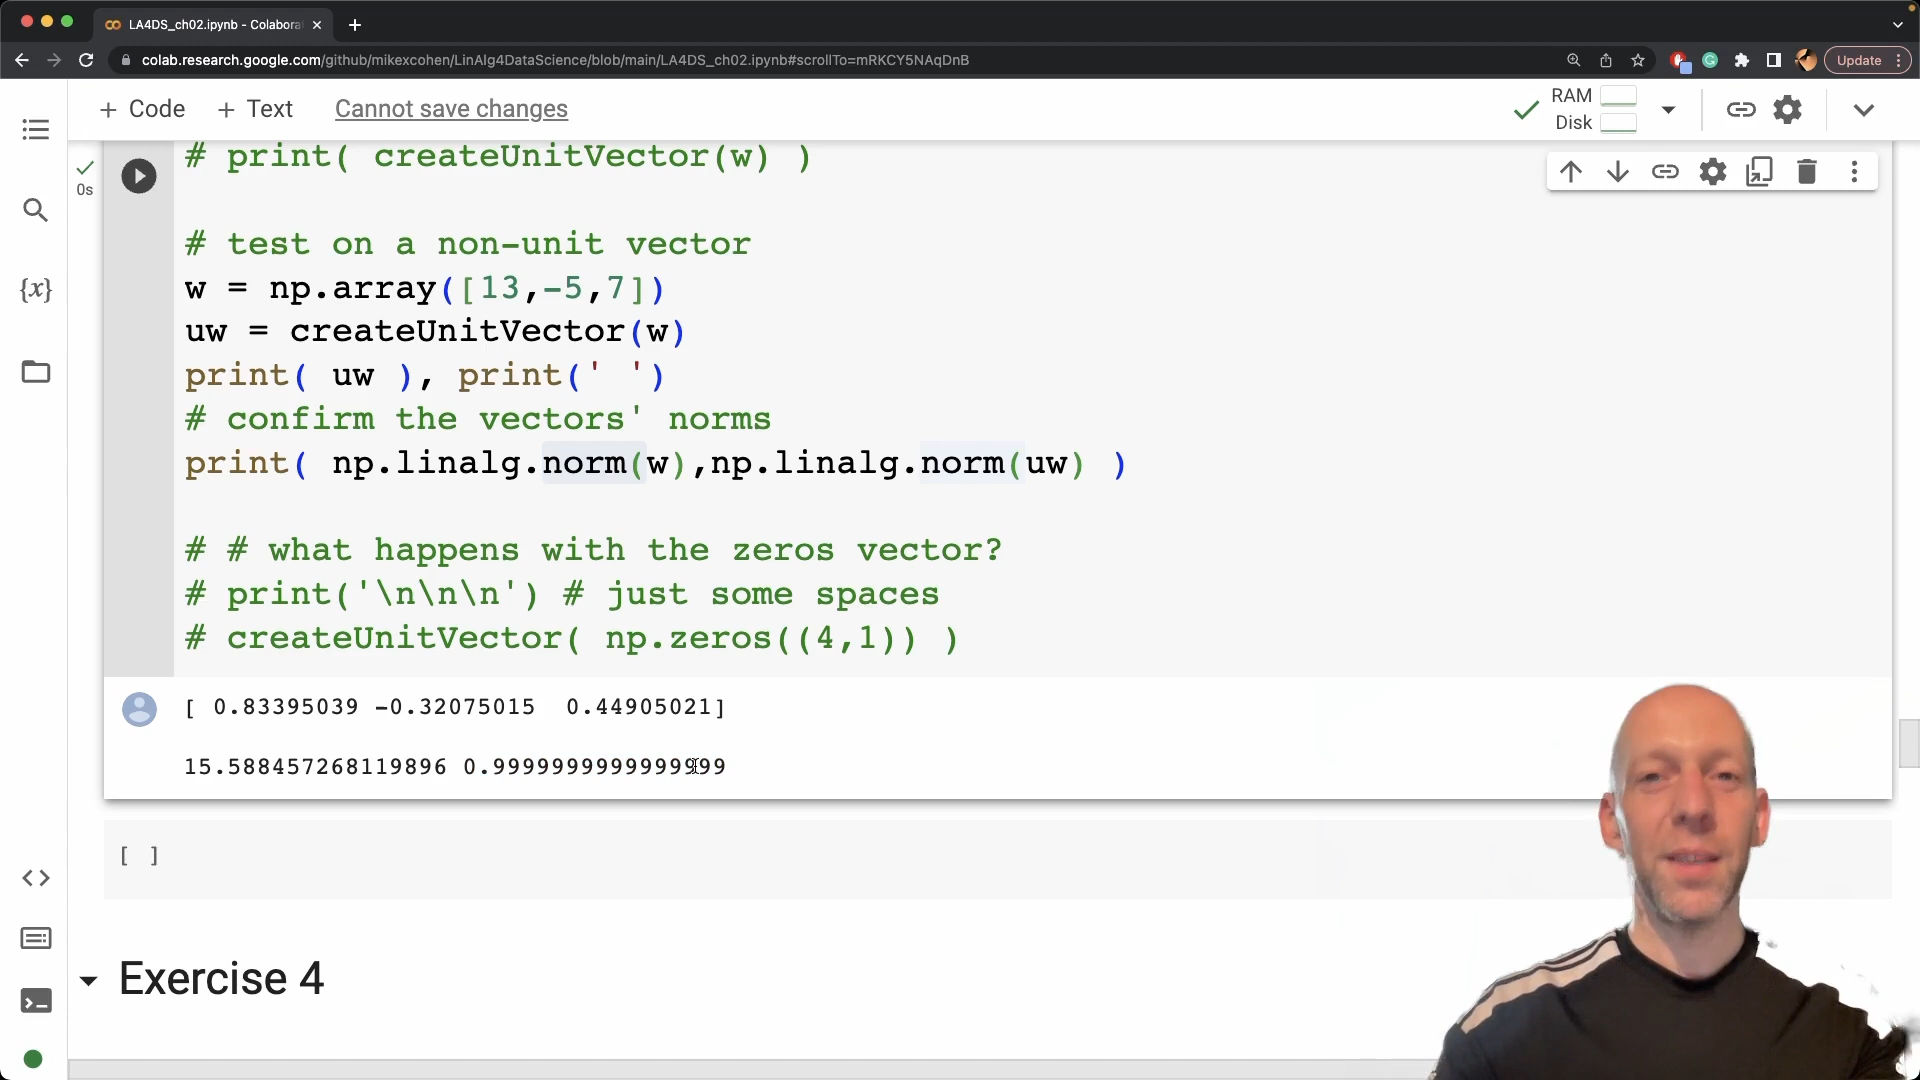 LA4DS_ch02.ipynb - Colabora
colab.research.google.com/github/mikexcohen/LinAlg4DataScience/blob/main/LA4DS_ch02.ipynb#scrollTo=mRKCY5NAqDnB
Update
+ Code + Text Cannot save changes
RAM
Disk
# print( createUnitVector(w) )
0s
# test on a non-unit vector
w = np.array([13,-5,7])
{x}
uw = createUnitVector(w)
print( uw ), print(' ')
# confirm the vectors' norms
print( np.linalg.norm(w),np.linalg.norm(uw) )
# # what happens with the zeros vector?
# print('\n\n\n') # just some spaces
# createUnitVector( np.zeros((4,1)) )
[ 0.83395039 -0.32075015  0.44905021]
15.588457268119896 0.9999999999999999
[ ]
Exercise 4